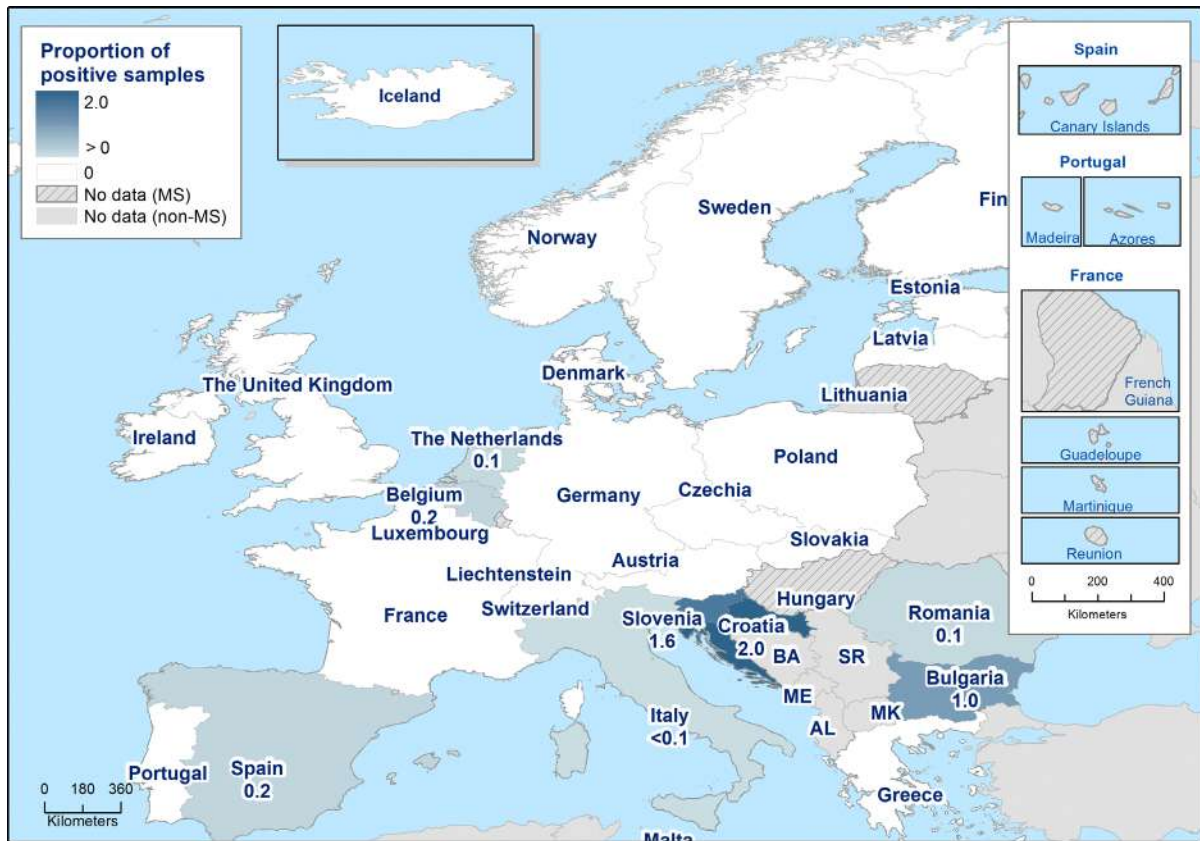 Proportion of
positive samples
2.0
> 0
0
No data (MS)
No data (non-MS)
Iceland
Spain
Canary Islands
Portugal
Madeira
Azores
France
French
Guiana
Guadeloupe
Martinique
Reunion
0 200 400
Kilometers
Norway
Sweden
Fin
Estonia
Latvia
Lithuania
Denmark
The United Kingdom
Ireland
The Netherlands
0.1
Belgium
0.2
Luxembourg
Germany
Poland
Czechia
Slovakia
Austria
Liechtenstein
Switzerland
France
Hungary
Slovenia
1.6
Croatia
2.0
Romania
0.1
BA
SR
Bulgaria
1.0
ME
MK
AL
Italy
<0.1
Portugal
Spain
0.2
Greece
Malta
0 180 360
Kilometers